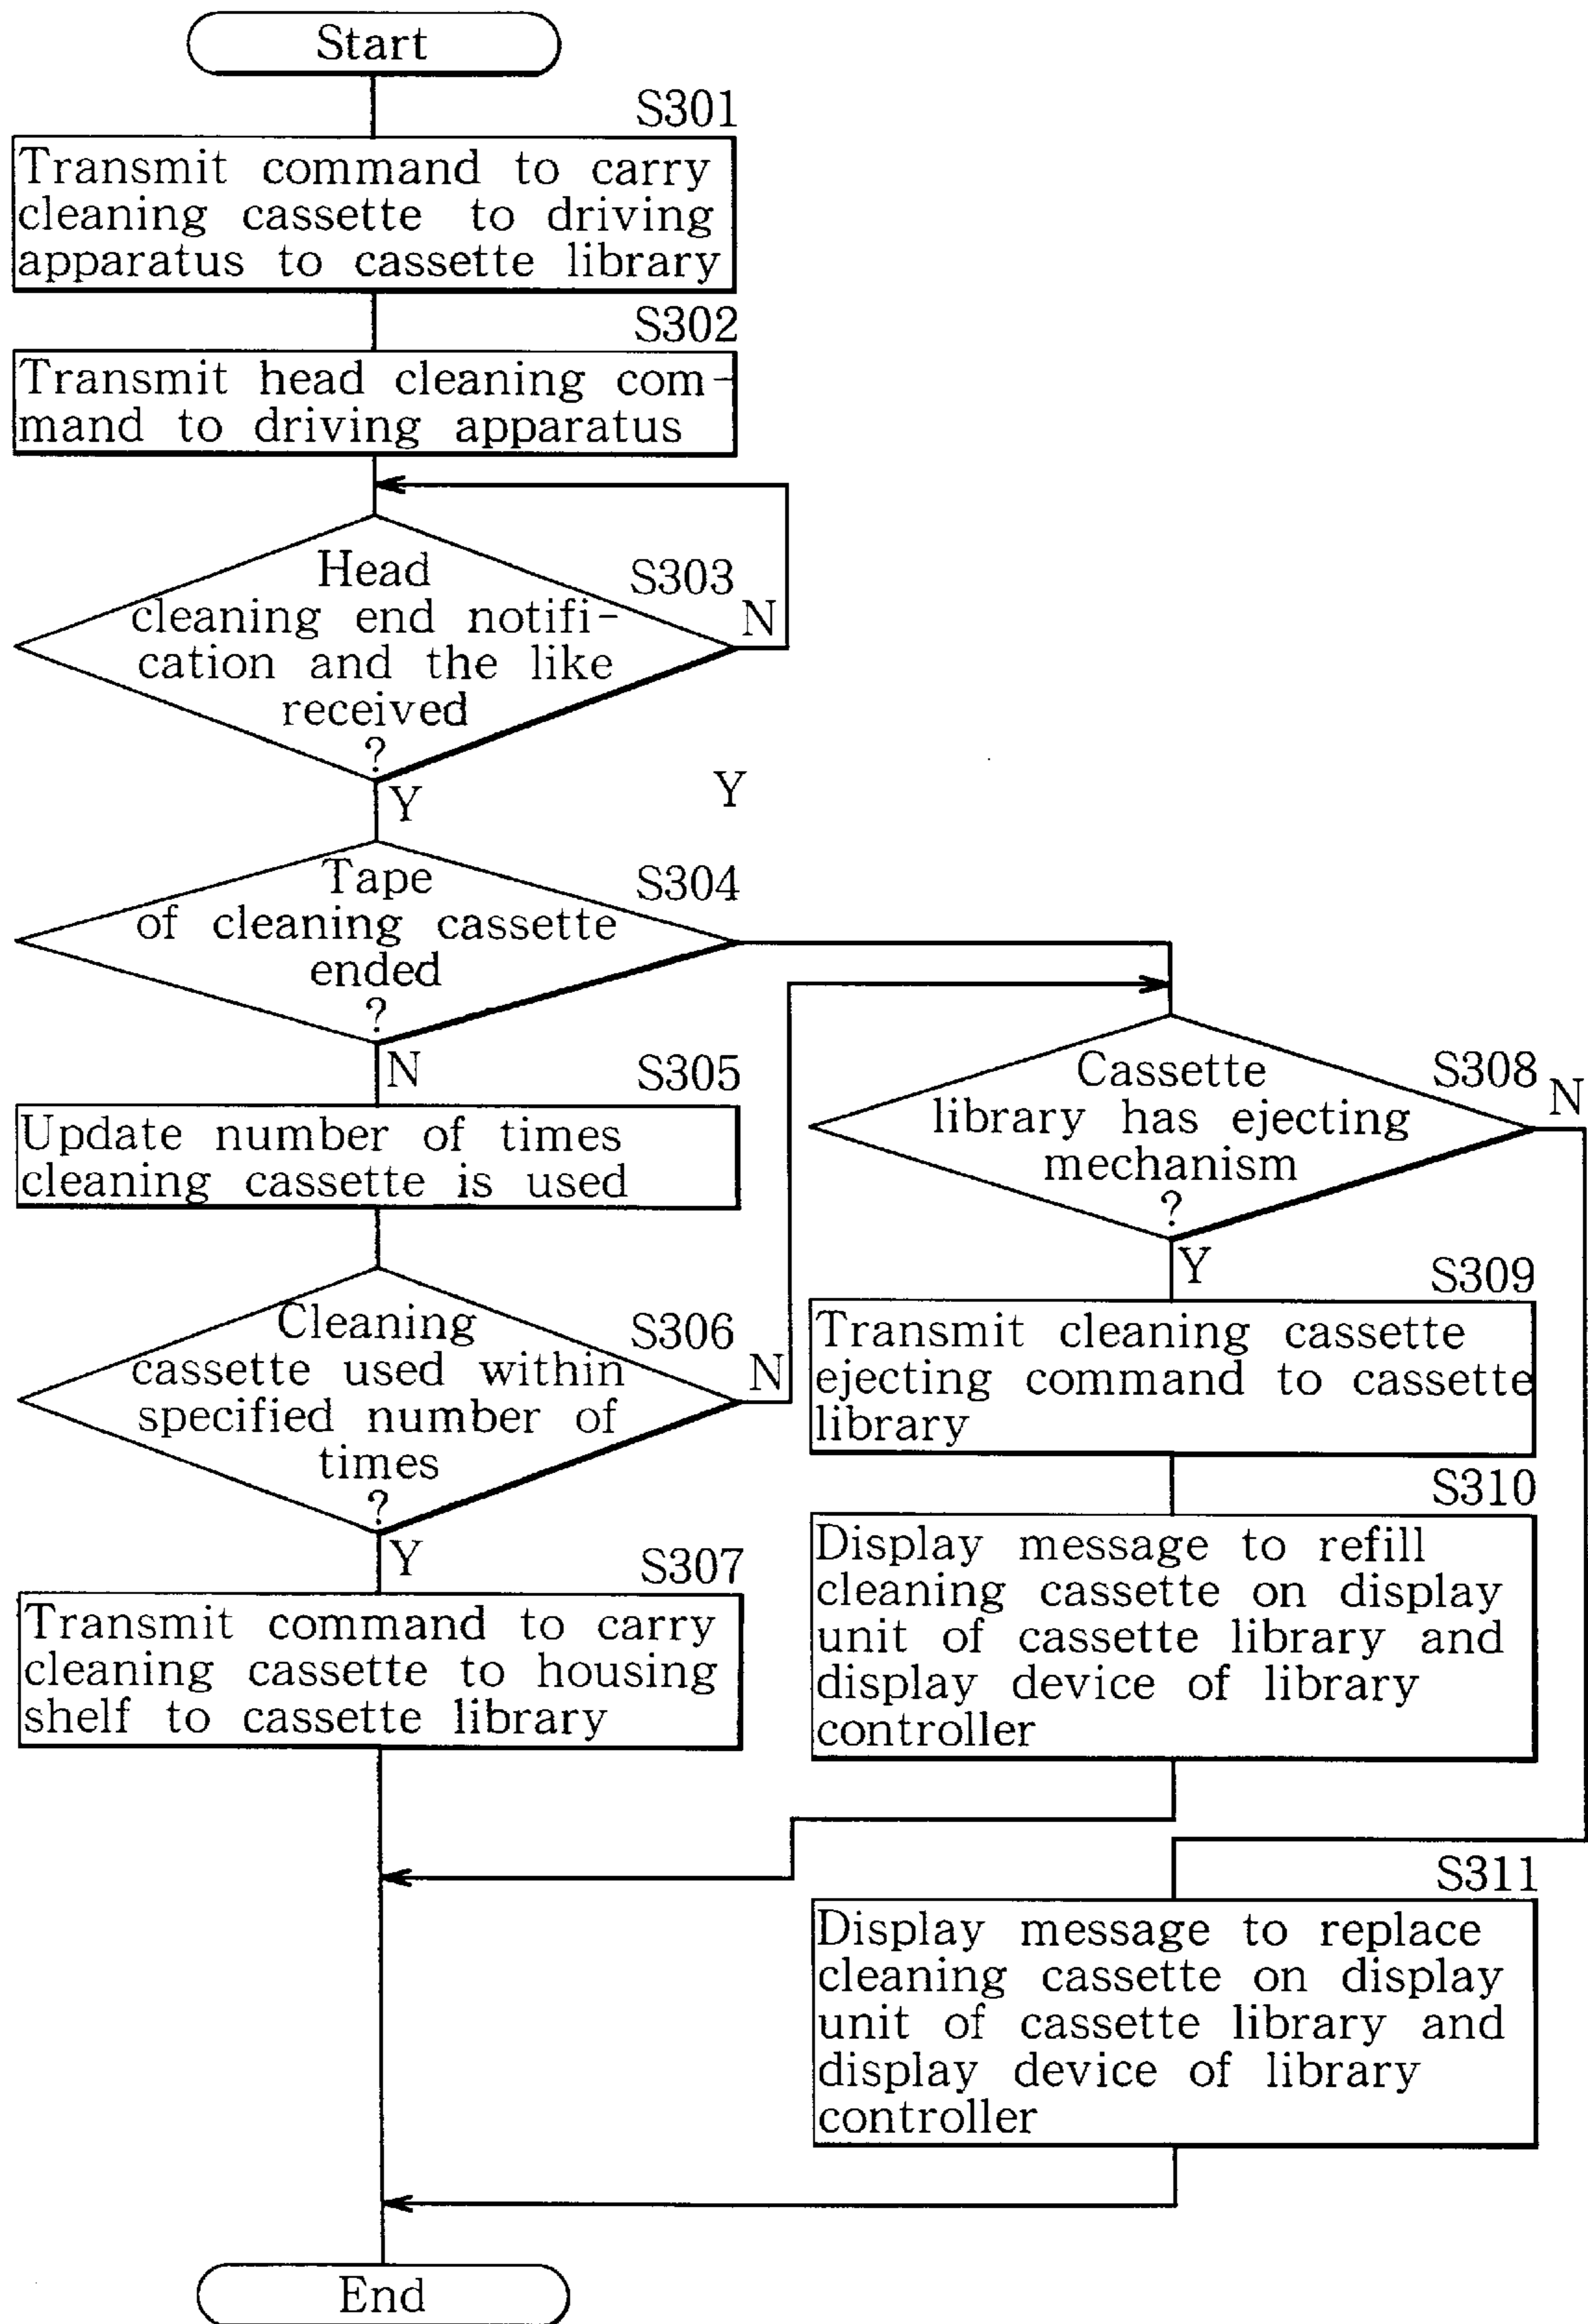 Start
S301
Transmit command to carry
cleaning cassette to driving
apparatus to cassette library
S302
Transmit head cleaning com-
mand to driving apparatus
Head
cleaning end notifi-
cation and the like
received
?
S303
N
Y
Y
Tape
of cleaning cassette
ended
?
S304
N
S305
Update number of times
cleaning cassette is used
Cleaning
cassette used within
specified number of
times
?
S306
N
Y
S307
Transmit command to carry
cleaning cassette to housing
shelf to cassette library
Cassette
library has ejecting
mechanism
?
S308
N
Y
S309
Transmit cleaning cassette
ejecting command to cassette
library
S310
Display message to refill
cleaning cassette on display
unit of cassette library and
display device of library
controller
S311
Display message to replace
cleaning cassette on display
unit of cassette library and
display device of library
controller
End